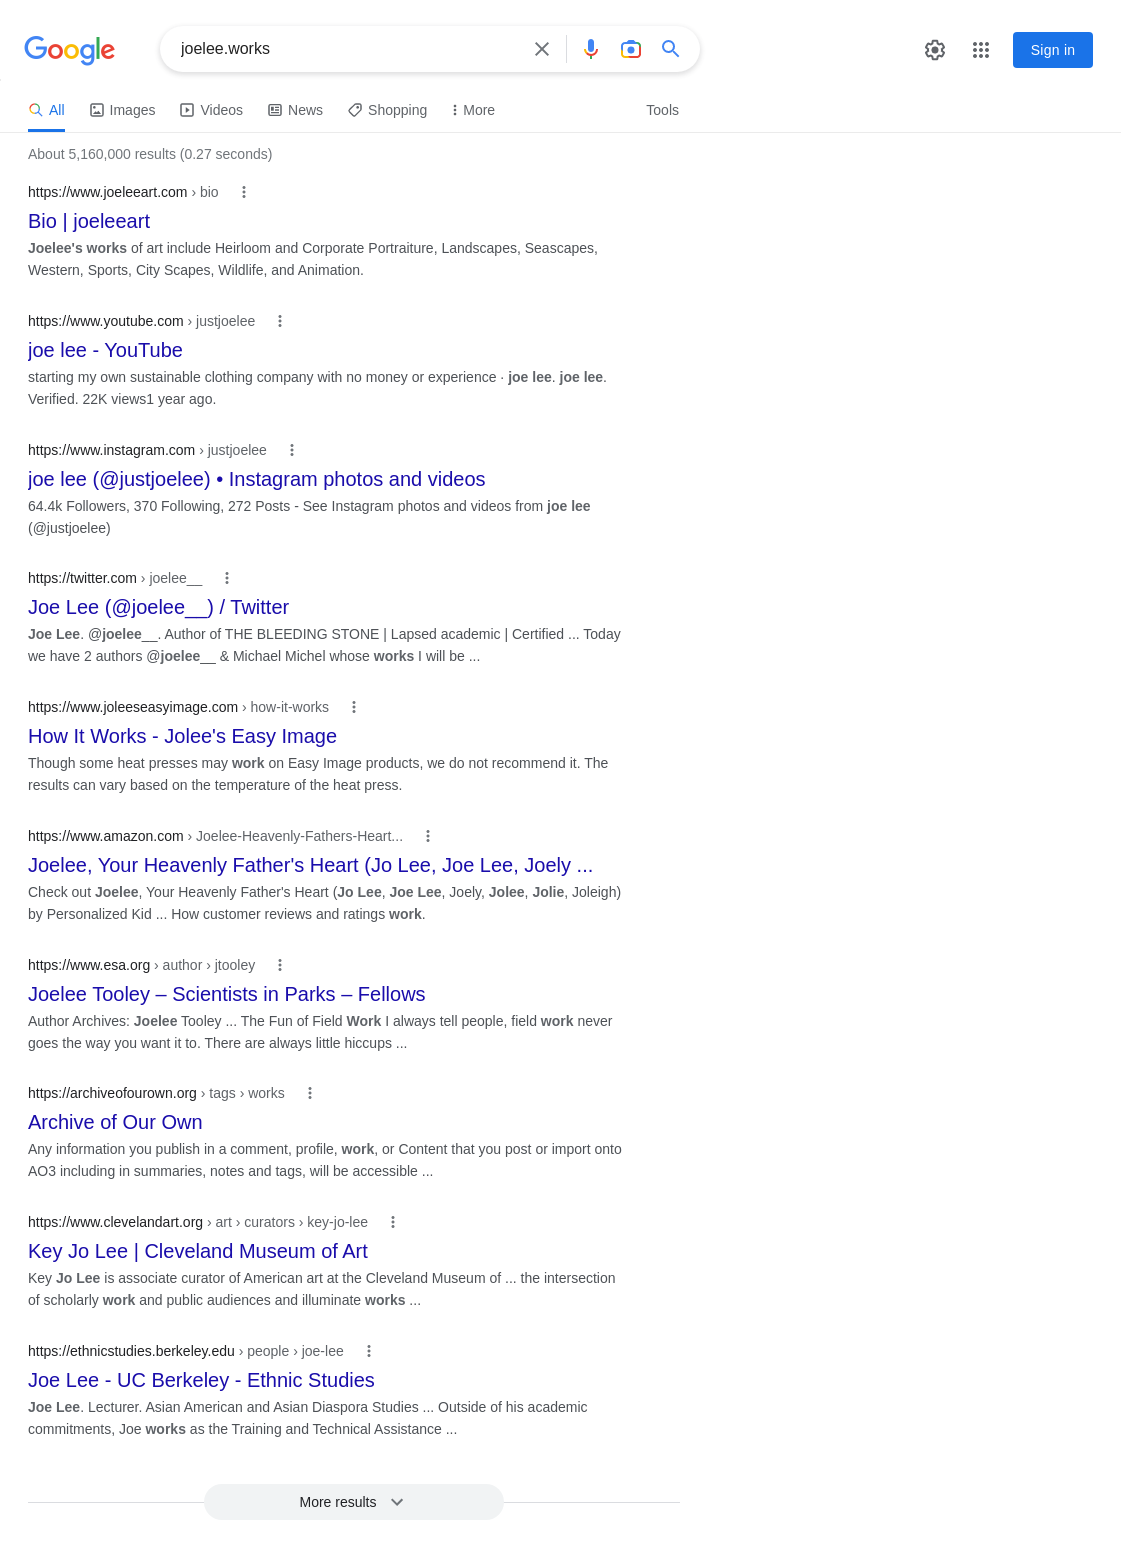 Google
joelee.works
Sign in
All
Images
Videos
News
Shopping
More
Tools
About 5,160,000 results (0.27 seconds)
https://www.joeleeart.com › bio
Bio | joeleeart
Joelee's works of art include Heirloom and Corporate Portraiture, Landscapes, Seascapes,
Western, Sports, City Scapes, Wildlife, and Animation.
https://www.youtube.com › justjoelee
joe lee - YouTube
starting my own sustainable clothing company with no money or experience · joe lee. joe lee.
Verified. 22K views1 year ago.
https://www.instagram.com › justjoelee
joe lee (@justjoelee) • Instagram photos and videos
64.4k Followers, 370 Following, 272 Posts - See Instagram photos and videos from joe lee
(@justjoelee)
https://twitter.com › joelee__
Joe Lee (@joelee__) / Twitter
Joe Lee. @joelee__. Author of THE BLEEDING STONE | Lapsed academic | Certified ... Today
we have 2 authors @joelee__ & Michael Michel whose works I will be ...
https://www.joleeseasyimage.com › how-it-works
How It Works - Jolee's Easy Image
Though some heat presses may work on Easy Image products, we do not recommend it. The
results can vary based on the temperature of the heat press.
https://www.amazon.com › Joelee-Heavenly-Fathers-Heart...
Joelee, Your Heavenly Father's Heart (Jo Lee, Joe Lee, Joely ...
Check out Joelee, Your Heavenly Father's Heart (Jo Lee, Joe Lee, Joely, Jolee, Jolie, Joleigh)
by Personalized Kid ... How customer reviews and ratings work.
https://www.esa.org › author › jtooley
Joelee Tooley – Scientists in Parks – Fellows
Author Archives: Joelee Tooley ... The Fun of Field Work I always tell people, field work never
goes the way you want it to. There are always little hiccups ...
https://archiveofourown.org › tags › works
Archive of Our Own
Any information you publish in a comment, profile, work, or Content that you post or import onto
AO3 including in summaries, notes and tags, will be accessible ...
https://www.clevelandart.org › art › curators › key-jo-lee
Key Jo Lee | Cleveland Museum of Art
Key Jo Lee is associate curator of American art at the Cleveland Museum of ... the intersection
of scholarly work and public audiences and illuminate works ...
https://ethnicstudies.berkeley.edu › people › joe-lee
Joe Lee - UC Berkeley - Ethnic Studies
Joe Lee. Lecturer. Asian American and Asian Diaspora Studies ... Outside of his academic
commitments, Joe works as the Training and Technical Assistance ...
More results